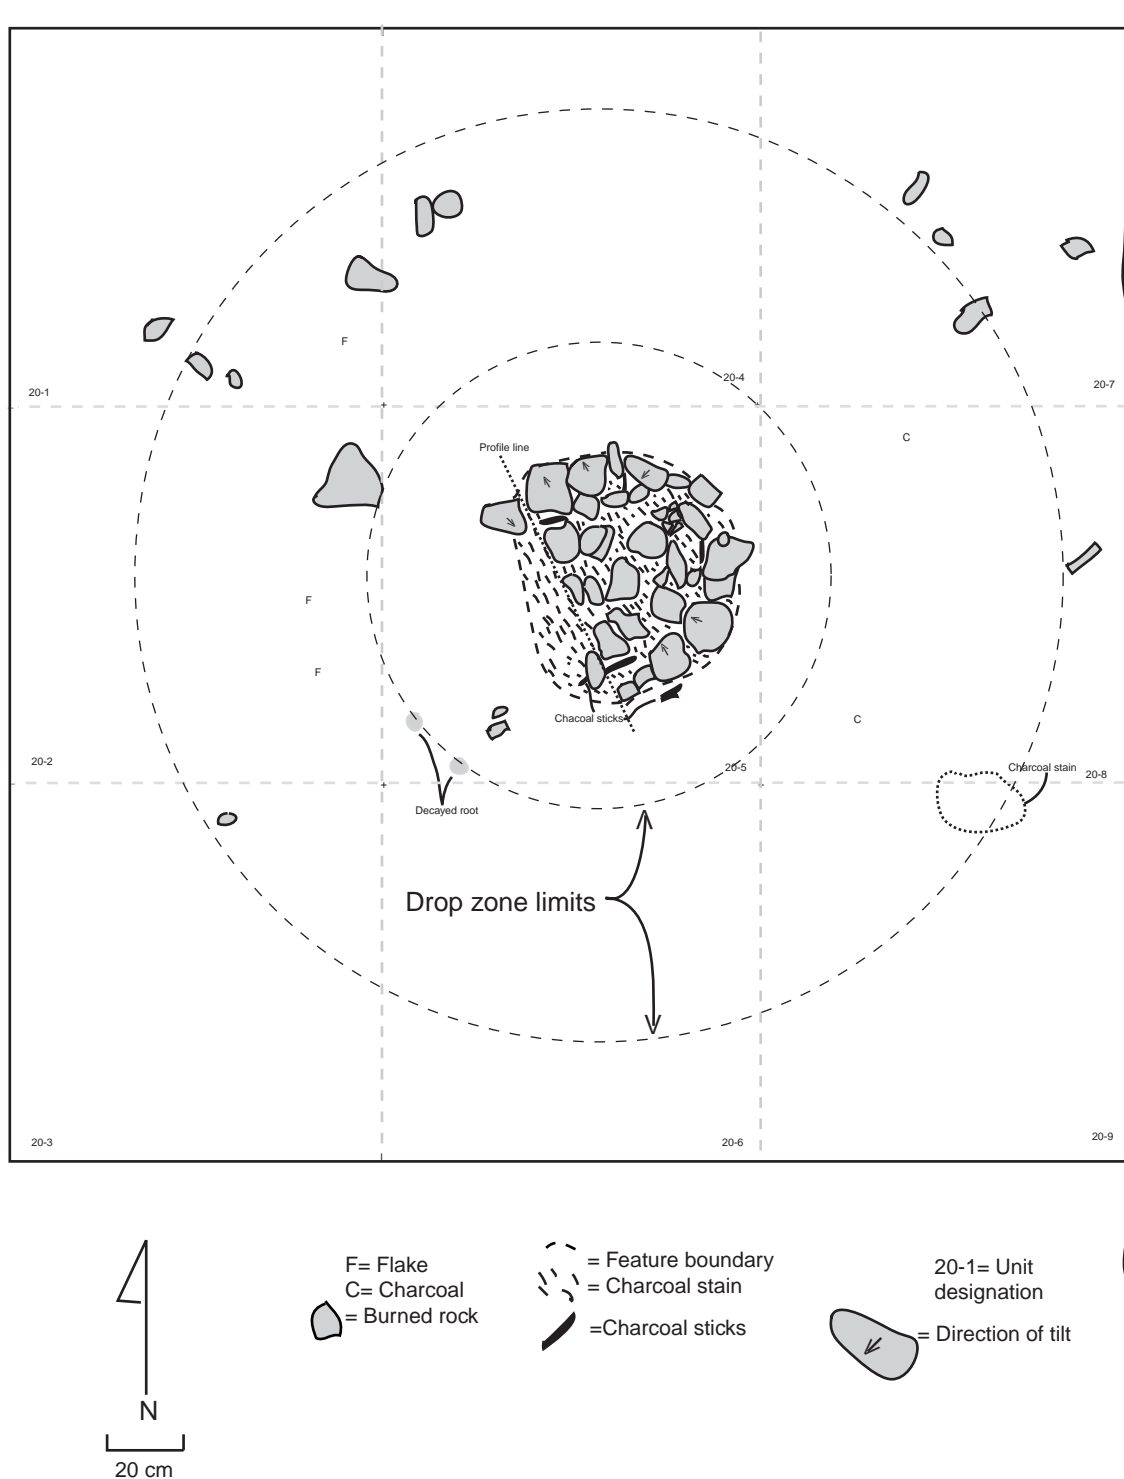 F
20-1
20-4
20-7
Profile line
C
F
F
Chacoal sticks
C
20-2
20-5
Charcoal stain
20-8
Decayed root
Drop zone limits
20-3
20-6
20-9
F= Flake
C= Charcoal
= Burned rock
= Feature boundary
= Charcoal stain
=Charcoal sticks
20-1= Unit
designation
= Direction of tilt
N
20 cm